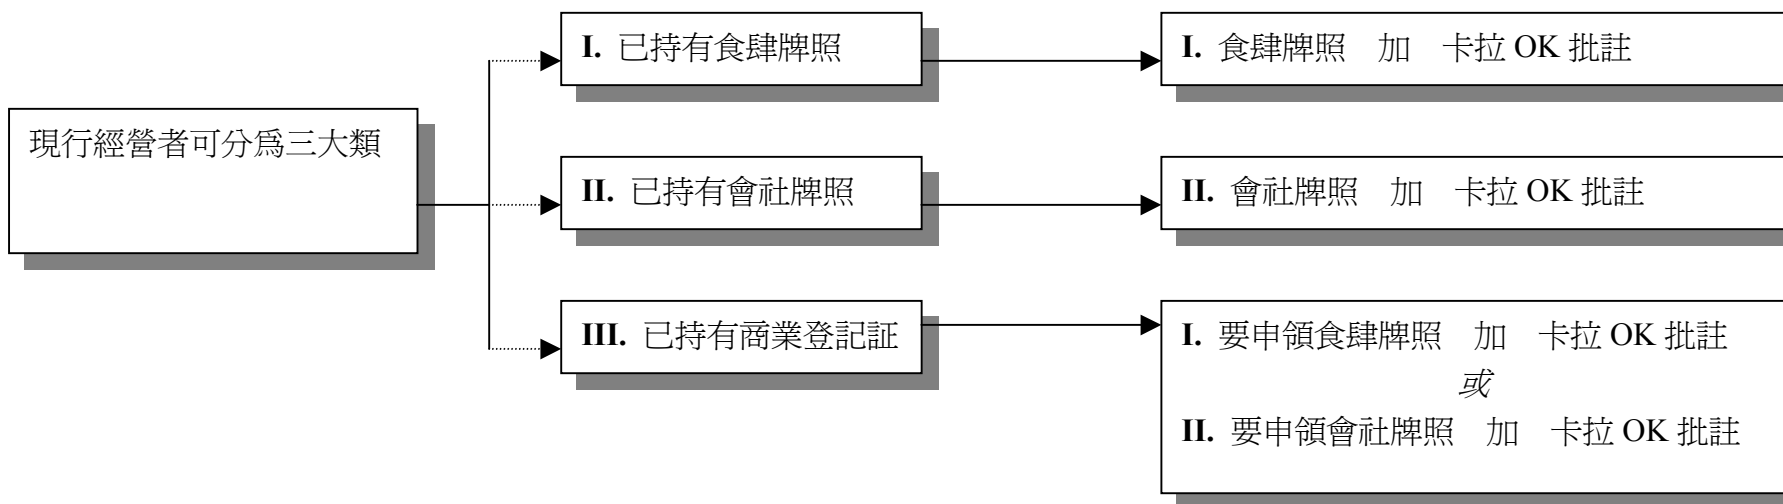 現行經營者可分爲三大類
I. 已持有食肆牌照
I. 食肆牌照 加 卡拉 OK 批註
II. 已持有會社牌照
II. 會社牌照 加 卡拉 OK 批註
III. 已持有商業登記証
I. 要申領食肆牌照 加 卡拉 OK 批註
或
II. 要申領會社牌照 加 卡拉 OK 批註